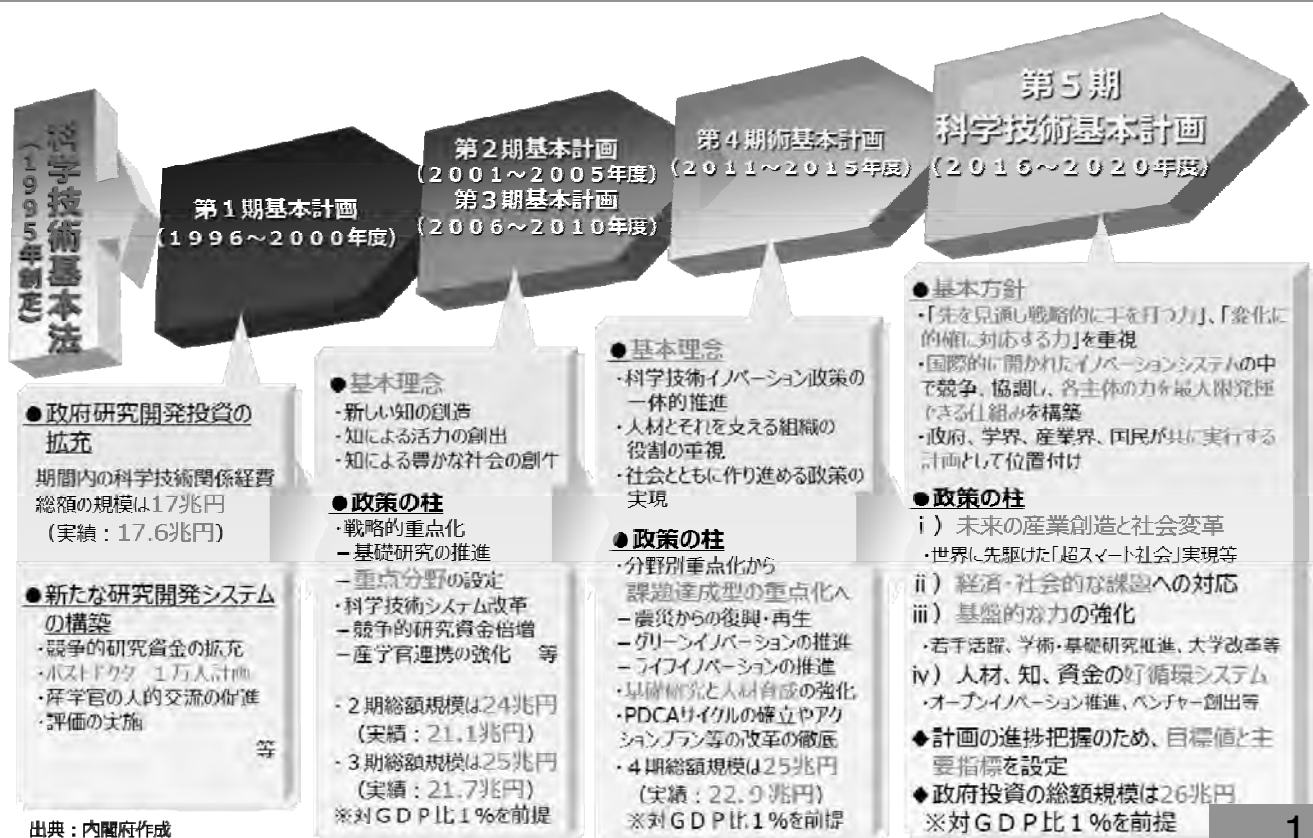 科学技術基本法
（1995年制定）
第１期基本計画
（１９９６～２０００年度）
第２期基本計画
（２００１～２００５年度）
第３期基本計画
（２００６～２０１０年度）
第４期術基本計画
（２０１１～２０１５年度）
第５期
科学技術基本計画
（２０１６～２０２０年度）
●政府研究開発投資の
拡充
期間内の科学技術関係経費
総額の規模は17兆円
（実績：17.6兆円）
●新たな研究開発システム
の構築
・競争的研究資金の拡充
・ポストドクター１万人計画
・産学官の人的交流の促進
・評価の実施
等
●基本理念
・新しい知の創造
・知による活力の創出
・知による豊かな社会の創
●政策の柱
・戦略的重点化
－基礎研究の推進
－重点分野の設定
・科学技術システム改革
－競争的研究資金倍増
－産学官連携の強化　等
・２期総額規模は24兆円
（実績：21.1兆円）
・３期総額規模は25兆円
（実績：21.7兆円）
※対ＧＤＰ比１％を前提
●基本理念
・科学技術イノベーション政策の
一体的推進
・人材とそれを支える組織の
役割の重視
・社会とともに作り進める政策の
実現
●政策の柱
・分野別重点化から
課題達成型の重点化へ
－震災からの復興・再生
－グリーンイノベーションの推進
－ライフイノベーションの推進
・基礎研究と人材育成の強化
・PDCAサイクルの確立やアク
ションプラン等の改革の徹底
・４期総額規模は25兆円
（実績：22.9兆円）
※対ＧＤＰ比１％を前提
●基本方針
・「先を見通し戦略的に手を打つ力」、「変化に
的確に対応する力」を重視
・国際的に開かれたイノベーションシステムの中
で競争、協調し、各主体の力を最大限発揮
できる仕組みを構築
・政府、学界、産業界、国民が共に実行する
計画として位置付け
●政策の柱
ⅰ）未来の産業創造と社会変革
・世界に先駆けた「超スマート社会」実現等
ⅱ）経済・社会的な課題への対応
ⅲ）基盤的な力の強化
・若手活躍、学術・基礎研究推進、大学改革等
ⅳ）人材、知、資金の好循環システム
・オープンイノベーション推進、ベンチャー創出等
◆計画の進捗把握のため、目標値と主
要指標を設定
◆政府投資の総額規模は26兆円
※対ＧＤＰ比１％を前提
出典：内閣府作成
1